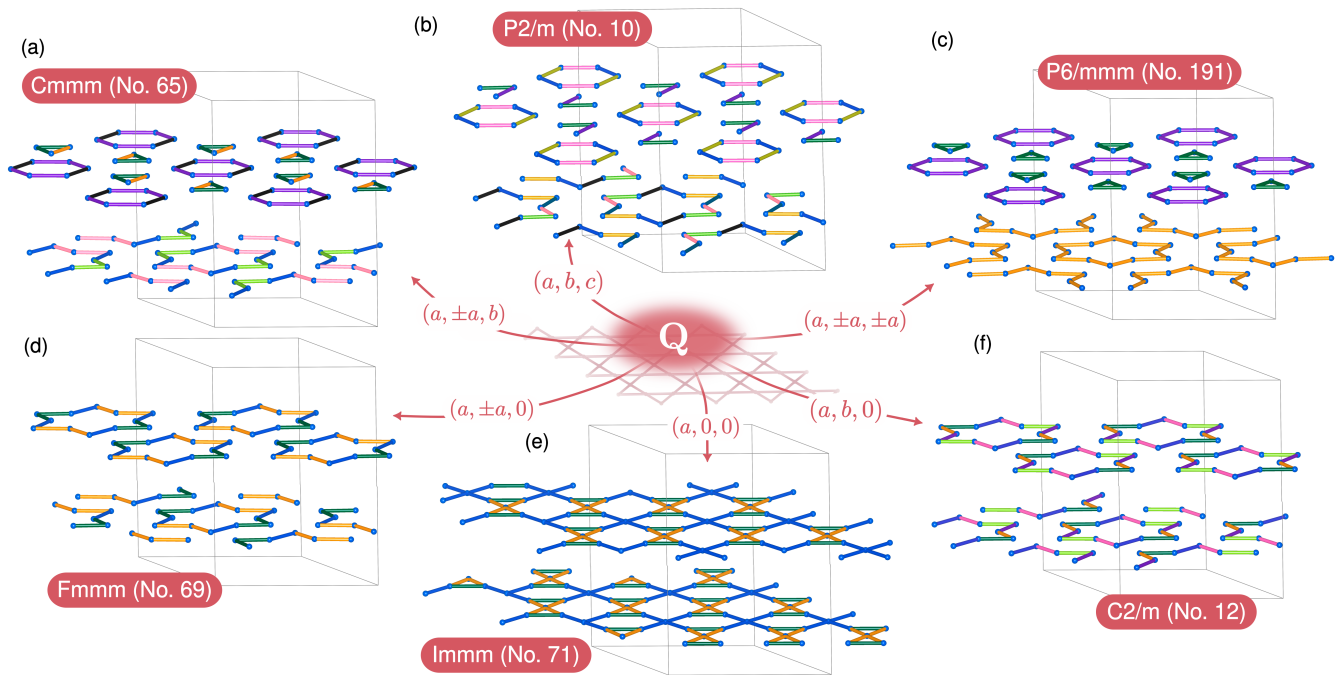 (a)
Cmmm (No. 65)
(b)
P2/m (No. 10)
(c)
P6/mmm (No. 191)
(a, b, c)
(a, ±a, b)
(a, ±a, ±a)
Q
(d)
(a, ±a, 0)
(a, 0, 0)
(a, b, 0)
(f)
(e)
Fmmm (No. 69)
Immm (No. 71)
C2/m (No. 12)